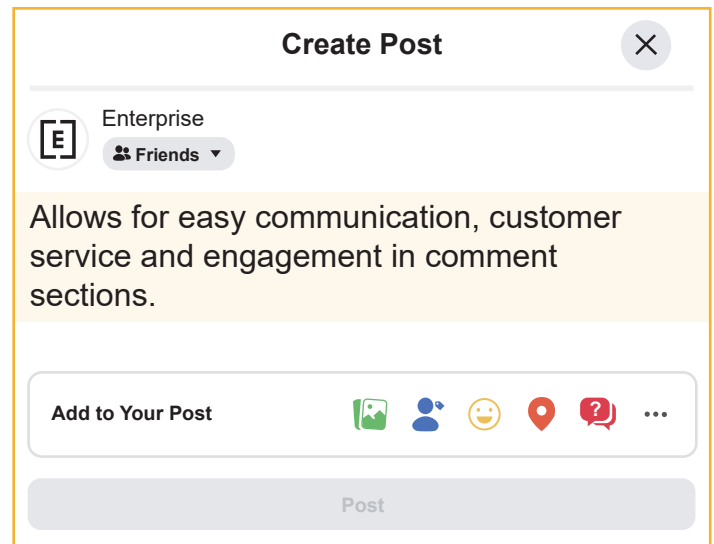 Create Post
[E]
Enterprise
Friends
Allows for easy communication, customer
service and engagement in comment
sections.
Add to Your Post
?
Post